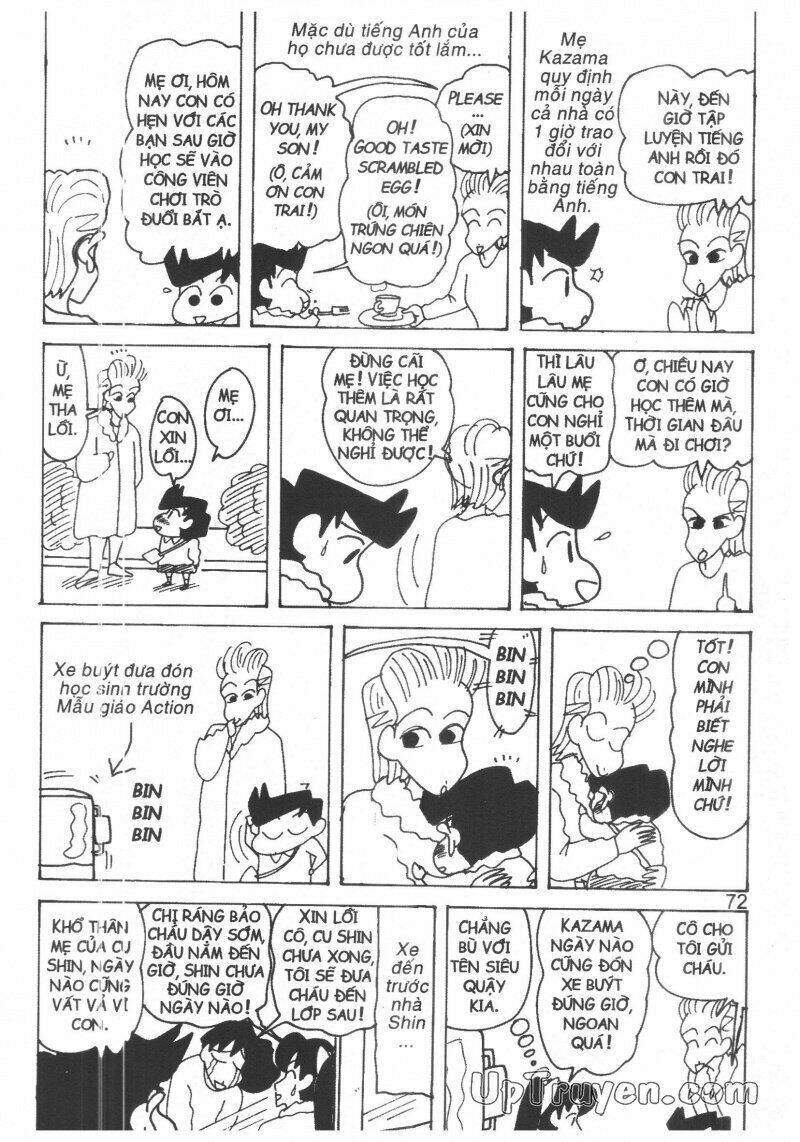 Mẹ
Kazama
quy định
mỗi ngày
cả nhà có
1 giờ trao
đổi với
nhau toàn
bằng tiếng
Anh.
NÀY, ĐẾN
GIỜ TẬP
LUYỆN TIẾNG
ANH RỒI ĐÓ
CON TRAI!
Mặc dù tiếng Anh của
họ chưa được tốt lắm...
PLEASE
...
(XIN
MỜI)
OH!
GOOD TASTE
SCRAMBLED
EGG!
(ÔI, MÓN
TRỨNG CHIÊN
NGON QUÁ!)
OH THANK
YOU, MY
SON!
(Ồ, CẢM
ƠN CON
TRAI!)
MẸ ƠI, HÔM
NAY CON CÓ
HẸN VỚI CÁC
BẠN SAU GIỜ
HỌC SẼ VÀO
CÔNG VIÊN
CHƠI TRÒ
ĐUỔI BẮT Ạ.
Ơ, CHIỀU NAY
CON CÓ GIỜ
HỌC THÊM MÀ,
THỜI GIAN ĐÂU
MÀ ĐI CHƠI?
THÌ LÂU
LÂU MẸ
CŨNG CHO
CON NGHỈ
MỘT BUỔI
CHỨ!
ĐỪNG CÃI
MẸ! VIỆC HỌC
THÊM LÀ RẤT
QUAN TRỌNG,
KHÔNG THỂ
NGHỈ ĐƯỢC!
MẸ
ƠI...
CON
XIN
LỖI...
Ừ,
MẸ
THA
LỖI.
TỐT!
CON
MÌNH
PHẢI
BIẾT
NGHE
LỜI
MÌNH
CHỨ!
BIN
BIN
BIN
Xe buýt đưa đón
học sinh trường
Mẫu giáo Action
BIN
BIN
BIN
72
CÔ CHO
TÔI GỬI
CHÁU.
KAZAMA
NGÀY NÀO
CŨNG ĐÓN
XE BUÝT
ĐÚNG GIỜ,
NGOAN
QUÁ!
CHẲNG
BÙ VỚI
TÊN SIÊU
QUẬY
KIA.
Xe
đến
trước
nhà
Shin
...
XIN LỖI
CÔ, CU SHIN
CHƯA XONG,
TÔI SẼ ĐƯA
CHÁU ĐẾN
LỚP SAU!
CHỊ RÁNG BẢO
CHÁU DẬY SỚM,
ĐẦU NĂM ĐẾN
GIỜ, SHIN CHƯA
ĐÚNG GIỜ
NGÀY NÀO!
KHỔ THÂN
MẸ CỦA CU
SHIN, NGÀY
NÀO CŨNG
VẤT VẢ VÌ
CON.
UpTruyen.com